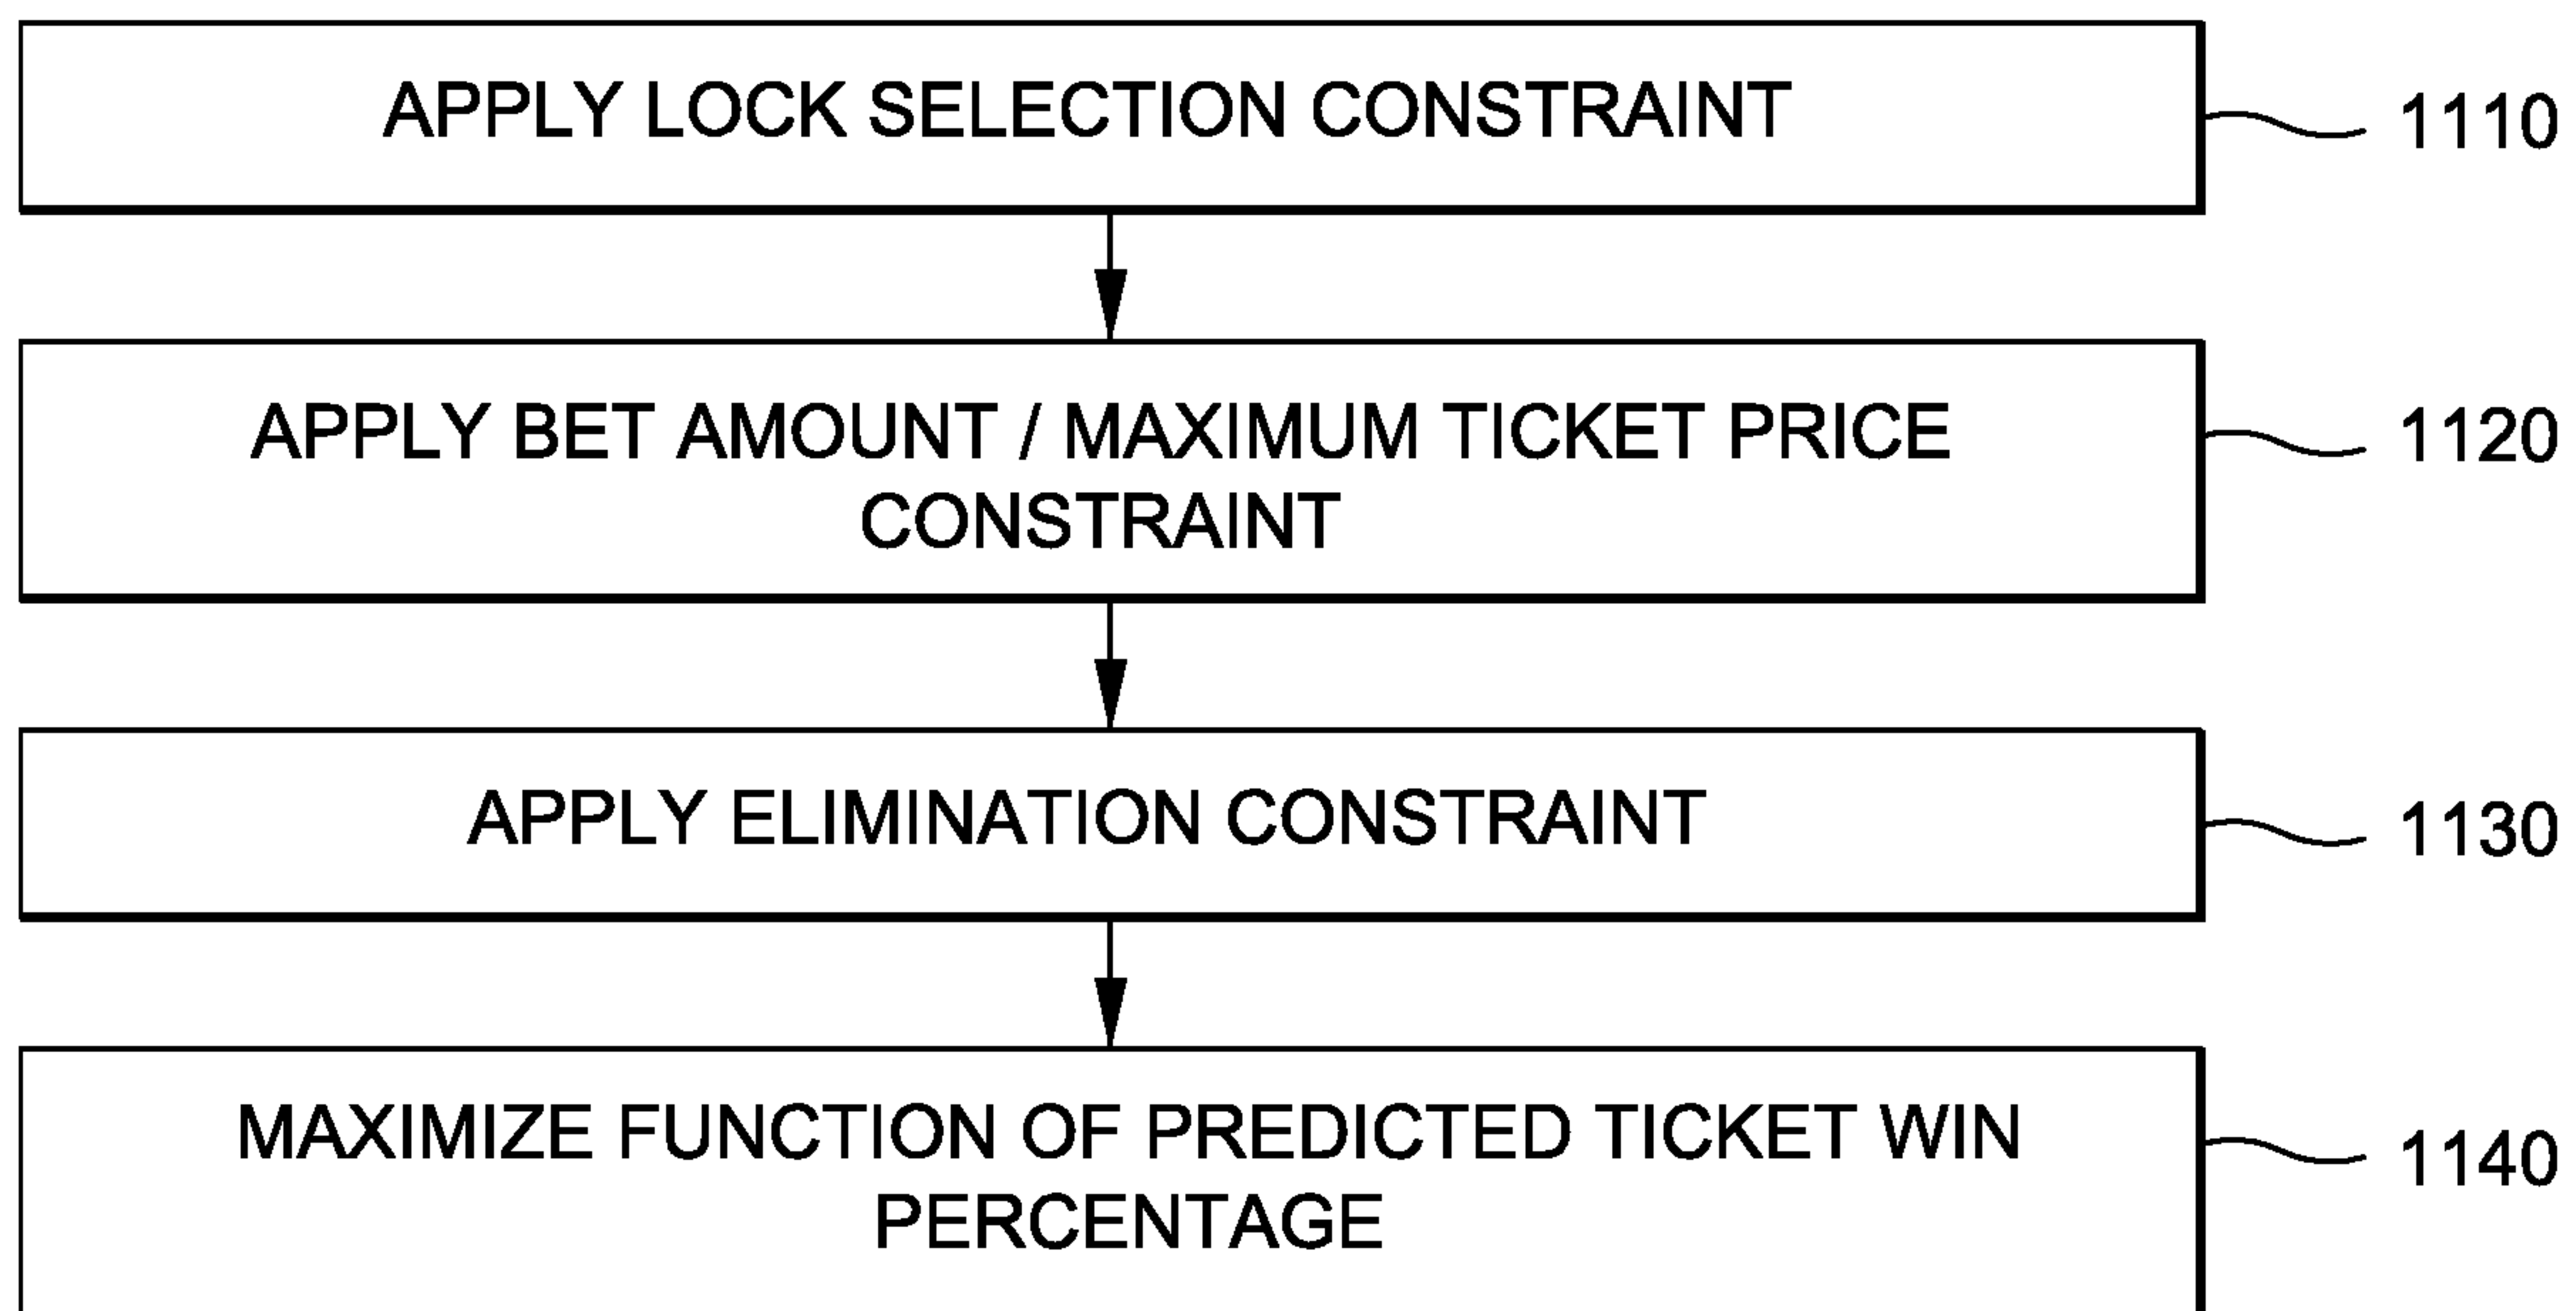 APPLY LOCK SELECTION CONSTRAINT
1110
APPLY BET AMOUNT / MAXIMUM TICKET PRICE
CONSTRAINT
1120
APPLY ELIMINATION CONSTRAINT
1130
MAXIMIZE FUNCTION OF PREDICTED TICKET WIN
PERCENTAGE
1140